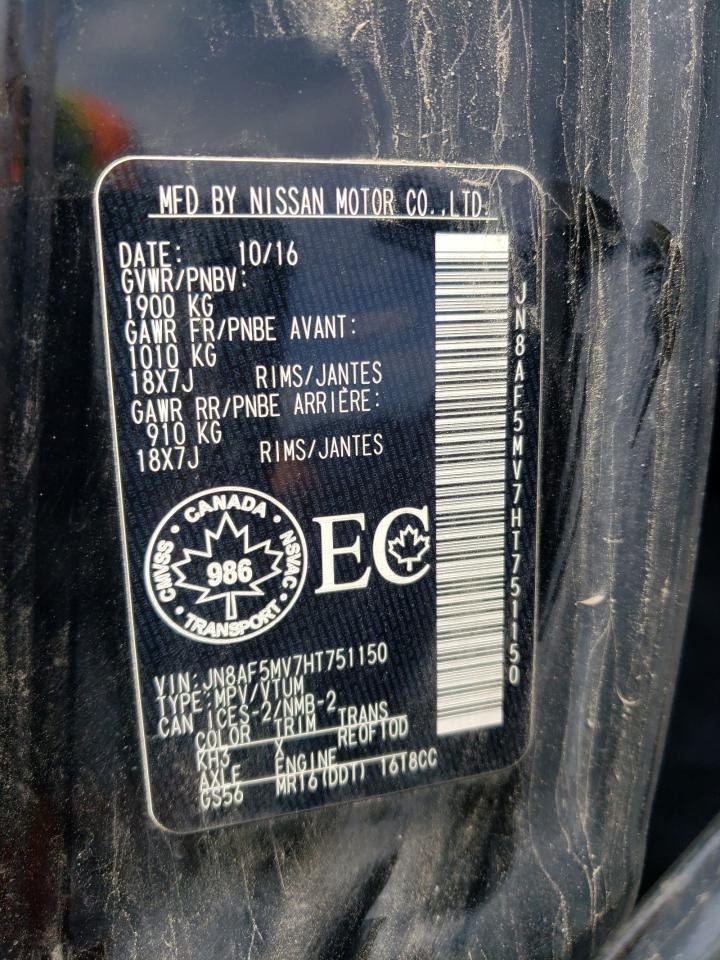 MFD BY NISSAN MOTOR CO.,LTD.
DATE: 10/16
GVWR/PNBV:
1900 KG
GAWR FR/PNBE AVANT:
1010 KG
18X7J RIMS/JANTES
GAWR RR/PNBE ARRIÈRE:
910 KG
18X7J RIMS/JANTES
CANADA
CMVSS
NSVAC
986
TRANSPORT
EC
VIN: JN8AF5MV7HT751150
TYPE: MPV/VTUM
CAN ICES-2/NMB-2
COLOR TRIM TRANS
KH3 X RE0F10D
AXLE ENGINE
GS56 MR16(DDT) 1618CC
JN8AF5MV7HT751150